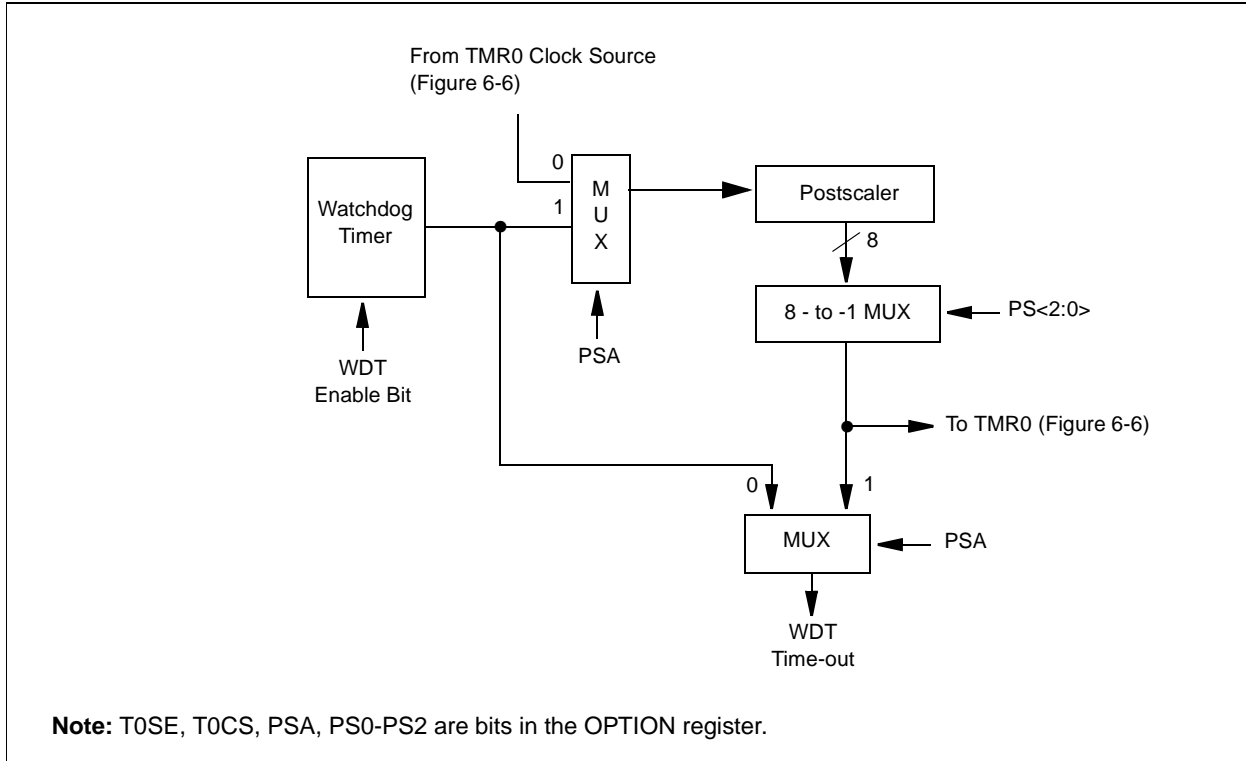 From TMR0 Clock Source
(Figure 6-6)
0
M
U
X
1
Watchdog
Timer
Postscaler
8
8 - to -1 MUX
PS<2:0>
PSA
WDT
Enable Bit
To TMR0 (Figure 6-6)
0
1
MUX
PSA
WDT
Time-out
Note: T0SE, T0CS, PSA, PS0-PS2 are bits in the OPTION register.